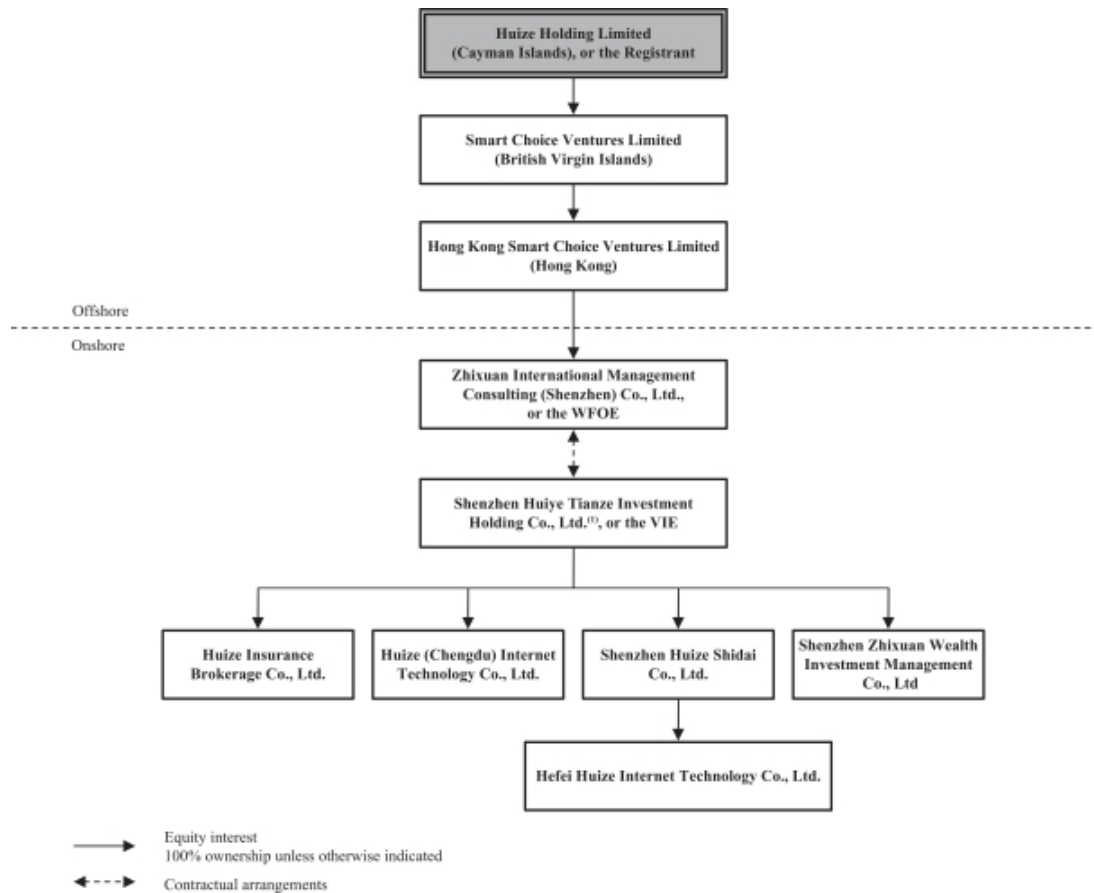 Huize Holding Limited
(Cayman Islands), or the Registrant
Smart Choice Ventures Limited
(British Virgin Islands)
Hong Kong Smart Choice Ventures Limited
(Hong Kong)
Offshore
Onshore
Zhixuan International Management
Consulting (Shenzhen) Co., Ltd.,
or the WFOE
Shenzhen Huiye Tianze Investment
Holding Co., Ltd.⁽¹⁾, or the VIE
Huize Insurance
Brokerage Co., Ltd.
Huize (Chengdu) Internet
Technology Co., Ltd.
Shenzhen Huize Shidai
Co., Ltd.
Shenzhen Zhixuan Wealth
Investment Management
Co., Ltd
Hefei Huize Internet Technology Co., Ltd.
Equity interest
100% ownership unless otherwise indicated
Contractual arrangements